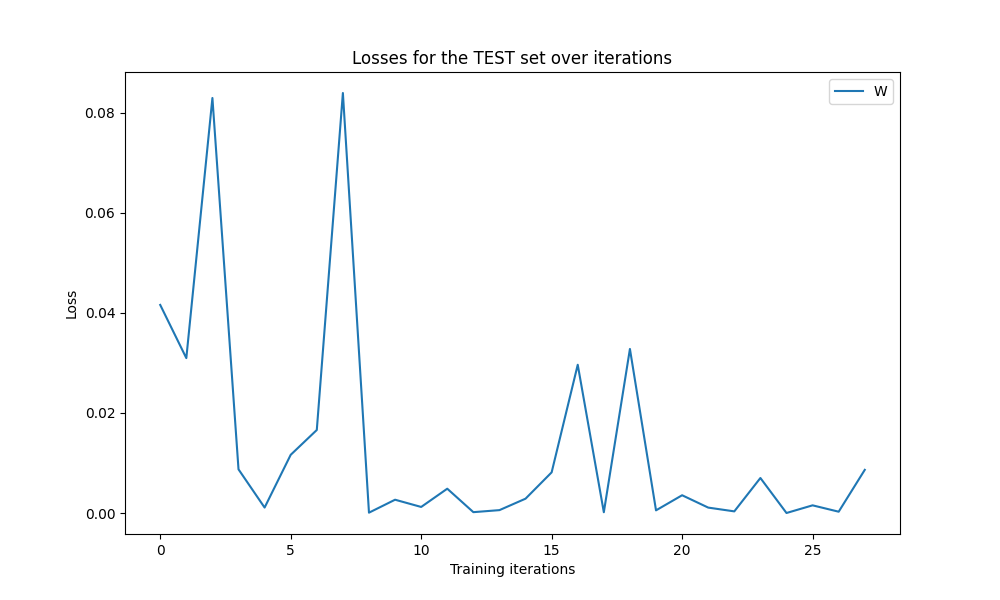 Losses for the TEST set over iterations
W
0.08
0.06
0.04
0.02
0.00
Loss
0 5 10 15 20 25
Training iterations